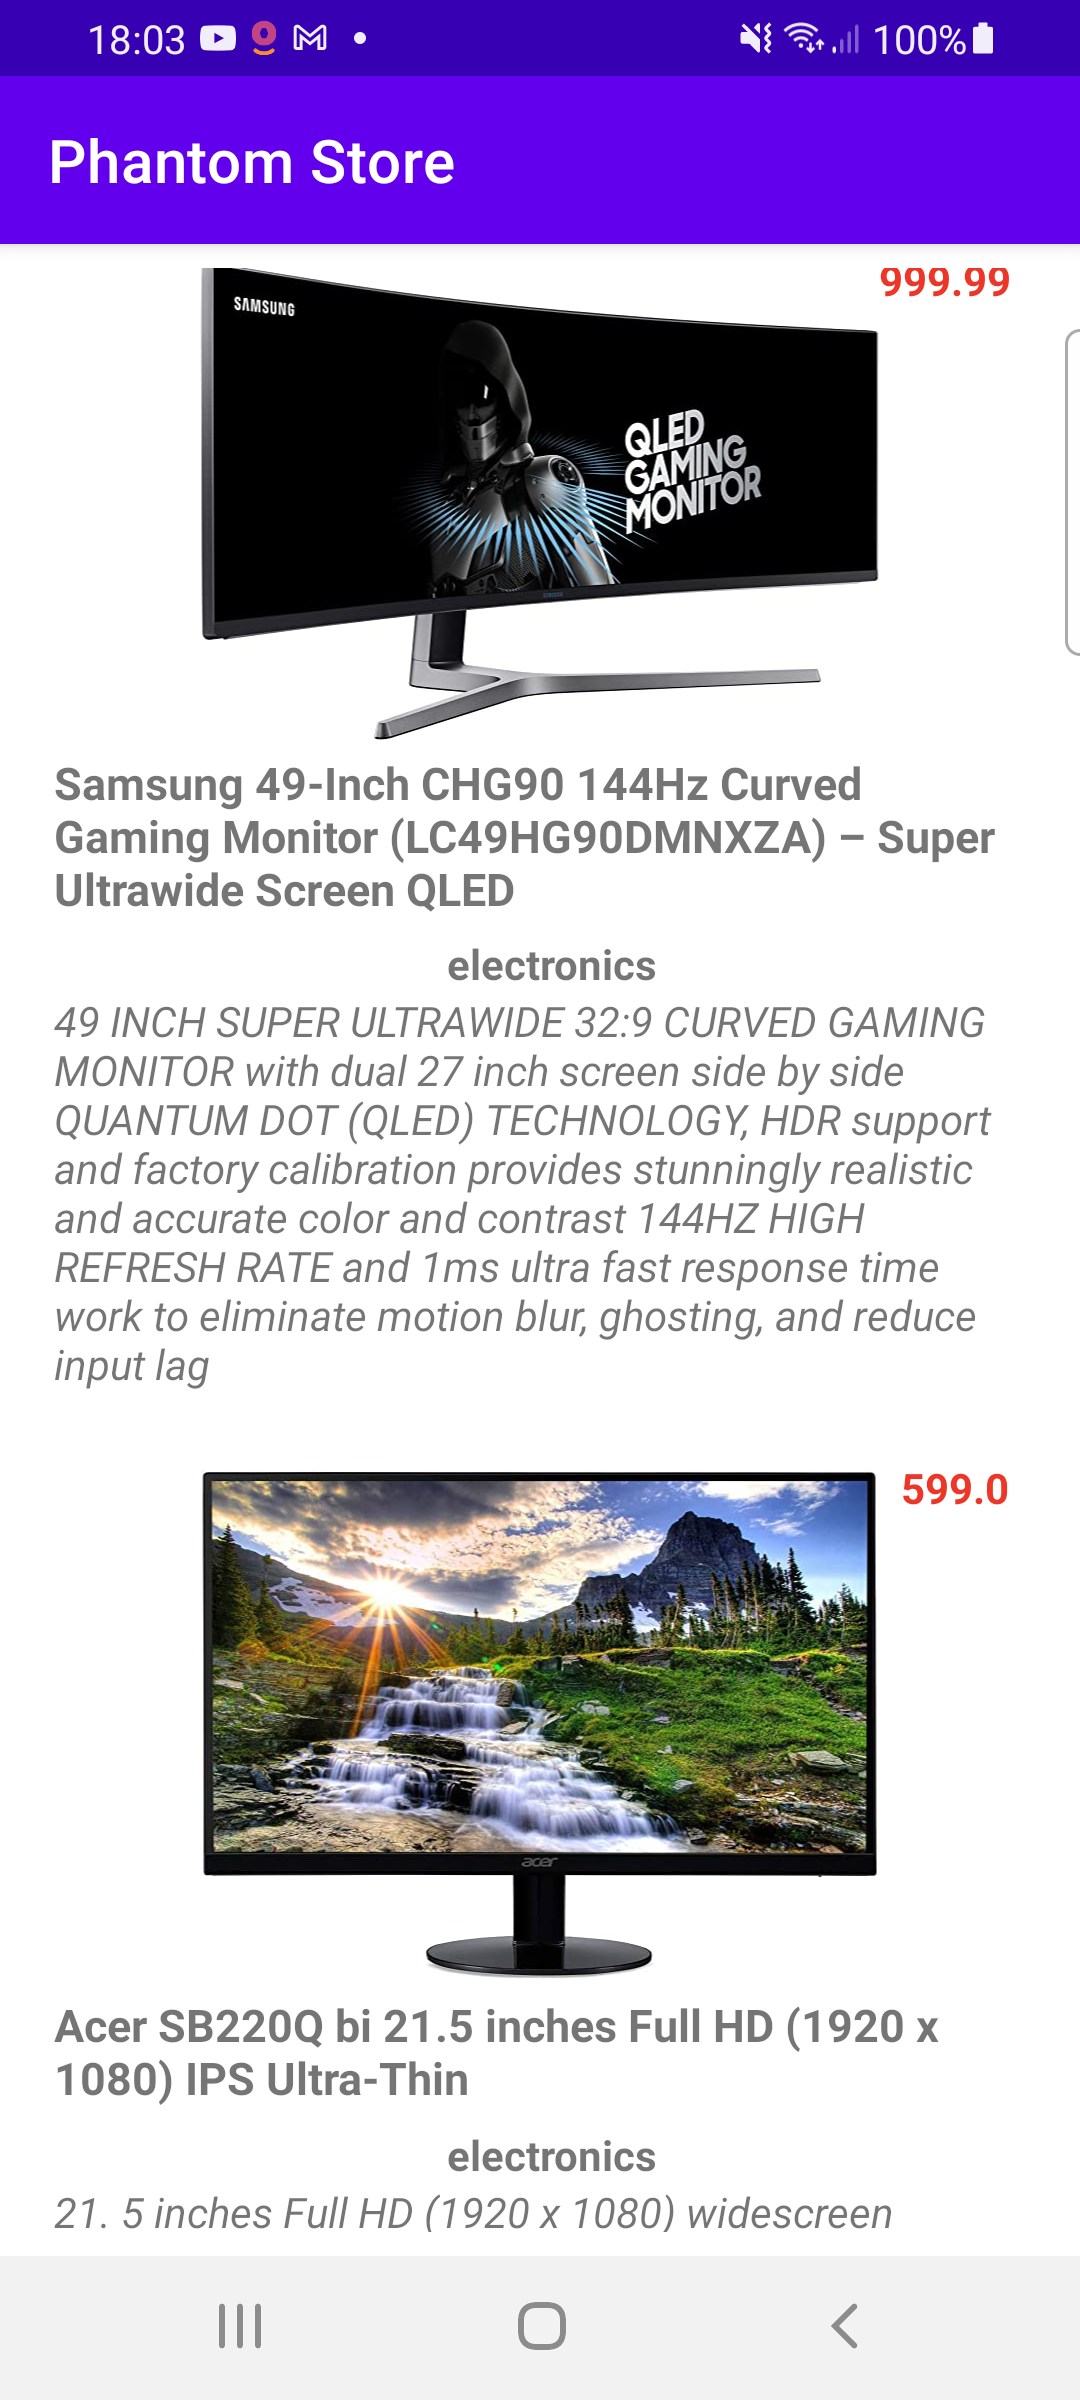 18:03
100%
Phantom Store
999.99
SAMSUNG
QLED
GAMING
MONITOR
Samsung 49-Inch CHG90 144Hz Curved
Gaming Monitor (LC49HG90DMNXZA) – Super
Ultrawide Screen QLED
electronics
49 INCH SUPER ULTRAWIDE 32:9 CURVED GAMING
MONITOR with dual 27 inch screen side by side
QUANTUM DOT (QLED) TECHNOLOGY, HDR support
and factory calibration provides stunningly realistic
and accurate color and contrast 144HZ HIGH
REFRESH RATE and 1ms ultra fast response time
work to eliminate motion blur, ghosting, and reduce
input lag
599.0
acer
Acer SB220Q bi 21.5 inches Full HD (1920 x
1080) IPS Ultra-Thin
electronics
21. 5 inches Full HD (1920 x 1080) widescreen